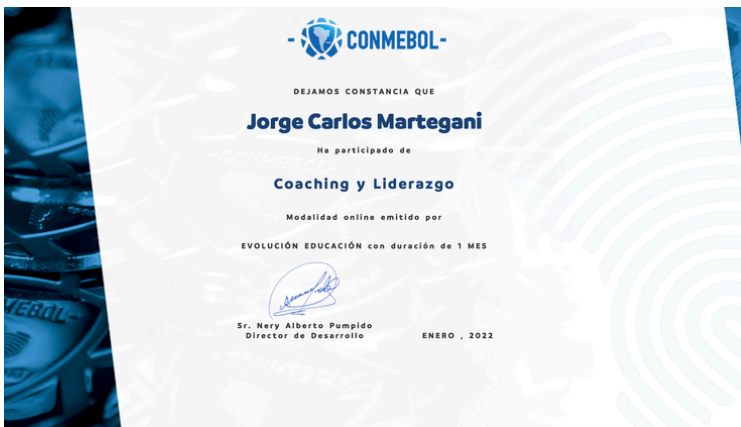 - CONMEBOL-
DEJAMOS CONSTANCIA QUE
Jorge Carlos Martegani
Ha participado de
Coaching y Liderazgo
Modalidad online emitido por
EVOLUCIÓN EDUCACIÓN con duración de 1 MES
Sr. Nery Alberto Pumpido
Director de Desarrollo
ENERO , 2022